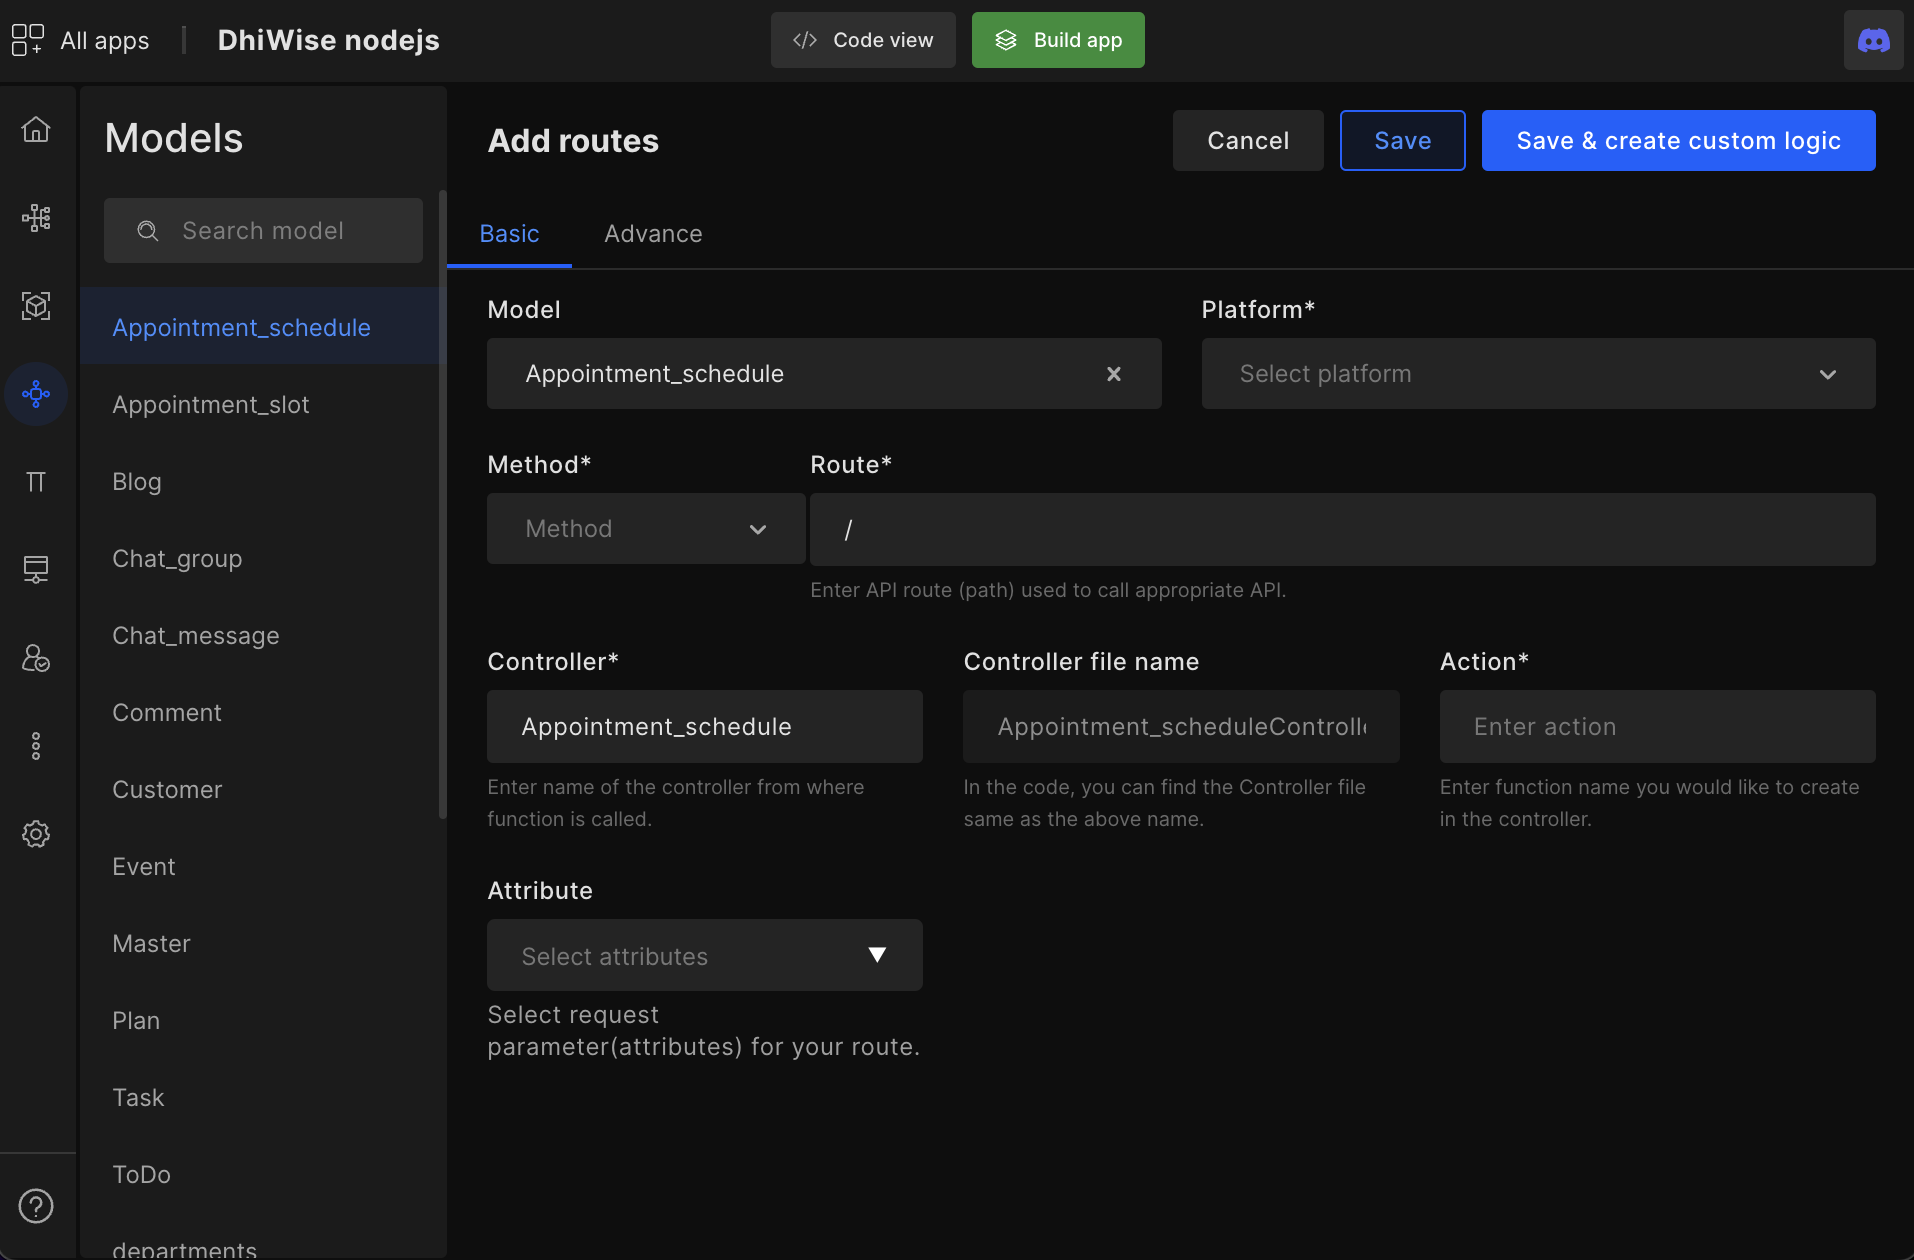 All apps
DhiWise nodejs
</> Code view
Build app
Models
Search model
Appointment_schedule
Appointment_slot
Blog
Chat_group
Chat_message
Comment
Customer
Event
Master
Plan
Task
ToDo
departments
Add routes
Cancel
Save
Save & create custom logic
Basic
Advance
Model
Appointment_schedule
Platform*
Select platform
Method*
Method
Route*
/
Enter API route (path) used to call appropriate API.
Controller*
Appointment_schedule
Enter name of the controller from where
function is called.
Controller file name
Appointment_scheduleControlle
In the code, you can find the Controller file
same as the above name.
Action*
Enter action
Enter function name you would like to create
in the controller.
Attribute
Select attributes
Select request
parameter(attributes) for your route.